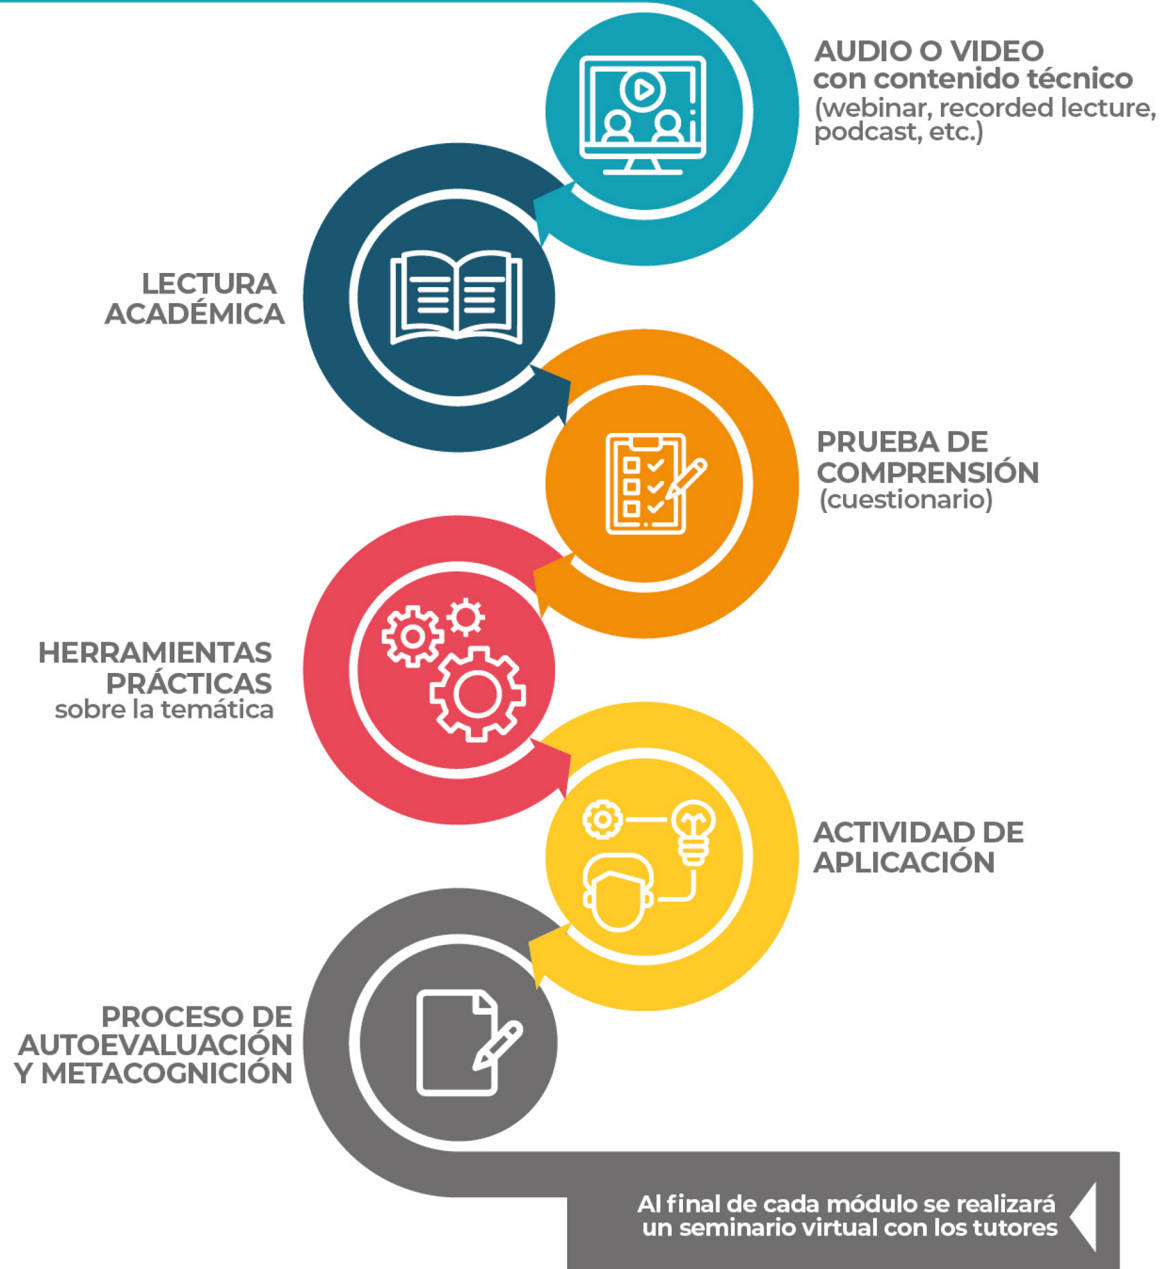 AUDIO O VIDEO
con contenido técnico
(webinar, recorded lecture,
podcast, etc.)
LECTURA
ACADÉMICA
PRUEBA DE
COMPRENSIÓN
(cuestionario)
HERRAMIENTAS
PRÁCTICAS
sobre la temática
ACTIVIDAD DE
APLICACIÓN
PROCESO DE
AUTOEVALUACIÓN
Y METACOGNICIÓN
Al final de cada módulo se realizará
un seminario virtual con los tutores